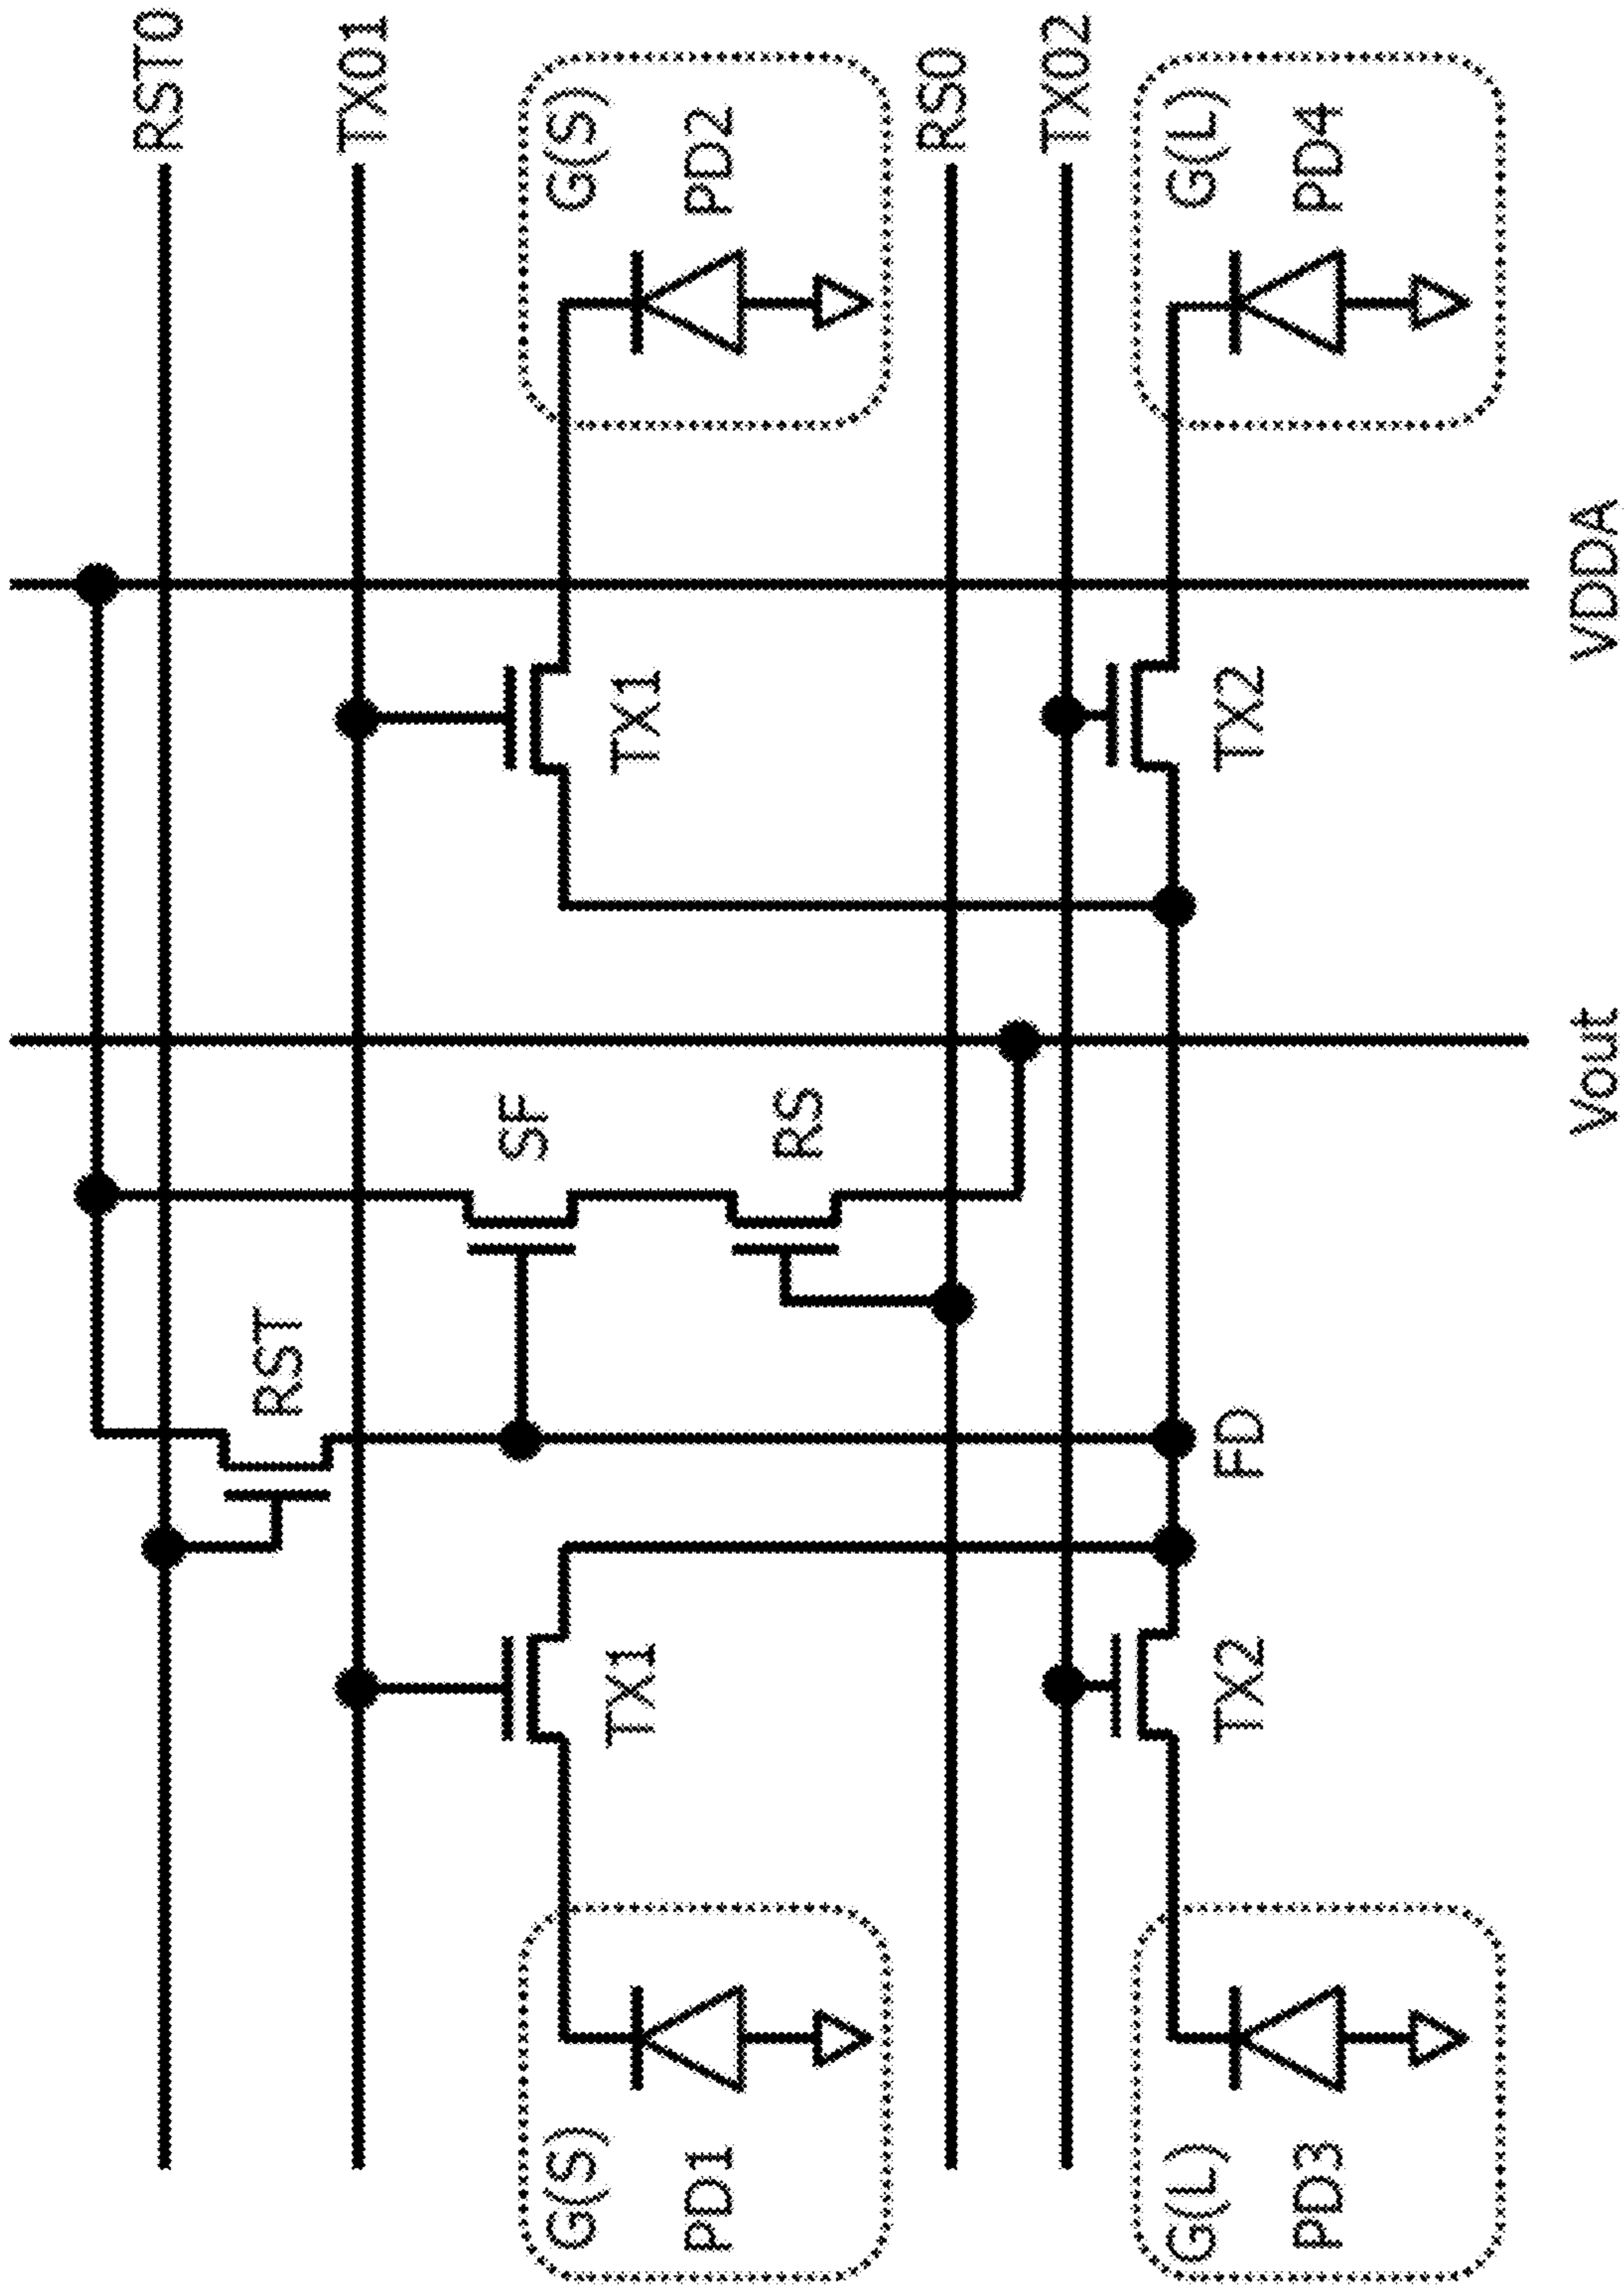 RST0
RST
TX01
SF
G(S)
G(S)
TX1
TX1
PD1
PD2
RS
RS0
TX02
G(L)
G(L)
TX2
FD
TX2
PD3
PD4
Vout
VDDA